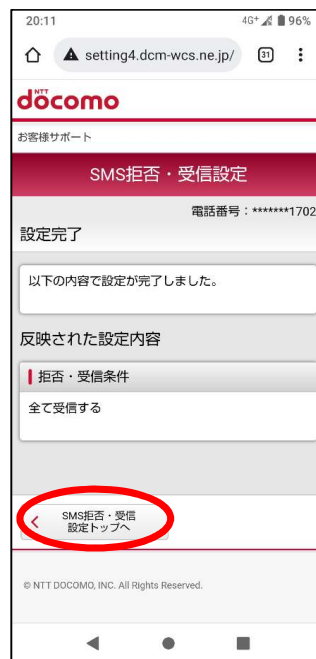 20:11 4G+ 96%
setting4.dcm-wcs.ne.jp/ 31
NTT
döcomo
お客様サポート
SMS拒否・受信設定
電話番号：*******1702
設定完了
以下の内容で設定が完了しました。
反映された設定内容
拒否・受信条件
全て受信する
SMS拒否・受信
設定トップへ
© NTT DOCOMO, INC. All Rights Reserved.